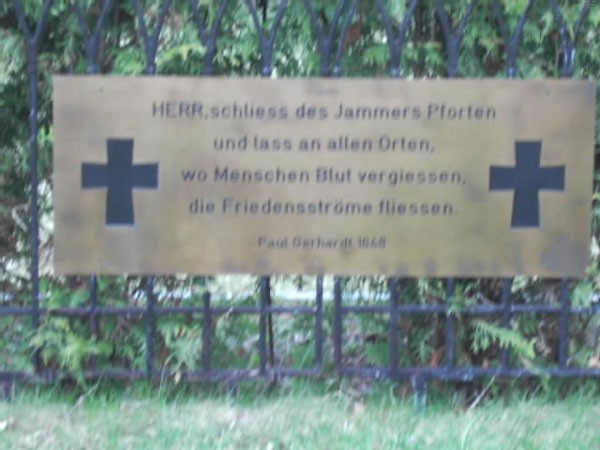 HERR,schliess des Jammers Pforten
und lass an allen Orten,
wo Menschen Blut vergiessen,
die Friedensströme fliessen.
Paul Gerhardt 1648